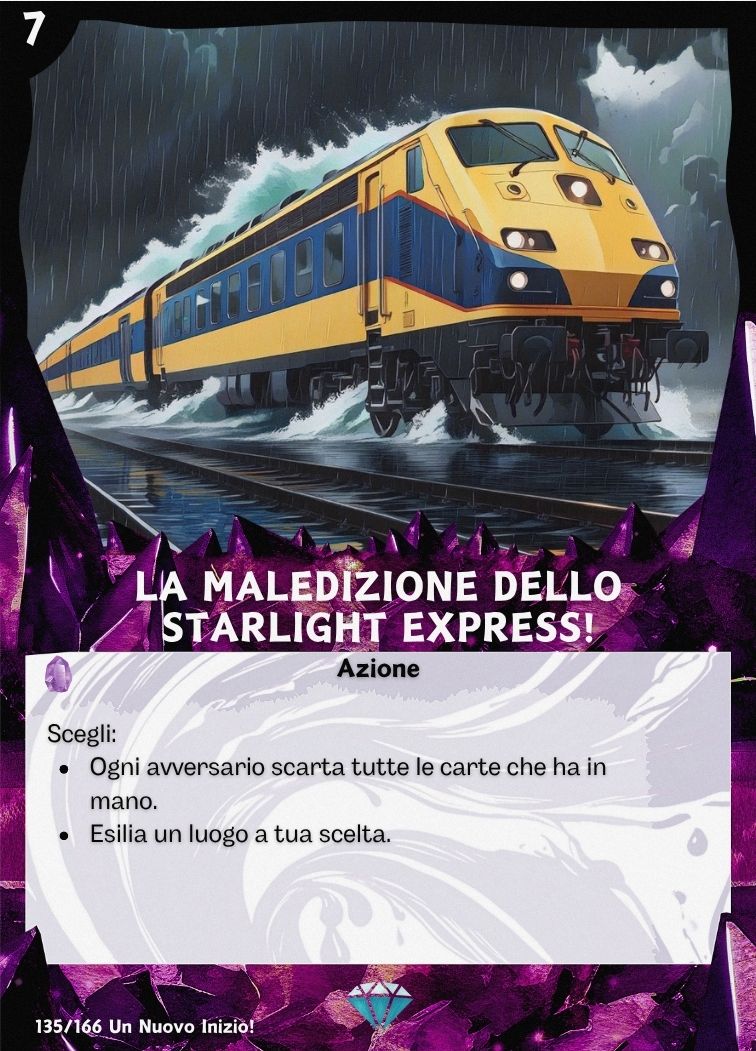 7
LA MALEDIZIONE DELLO
STARLIGHT EXPRESS!
Azione
Scegli:
• Ogni avversario scarta tutte le carte che ha in
mano.
• Esilia un luogo a tua scelta.
135/166 Un Nuovo Inizio!